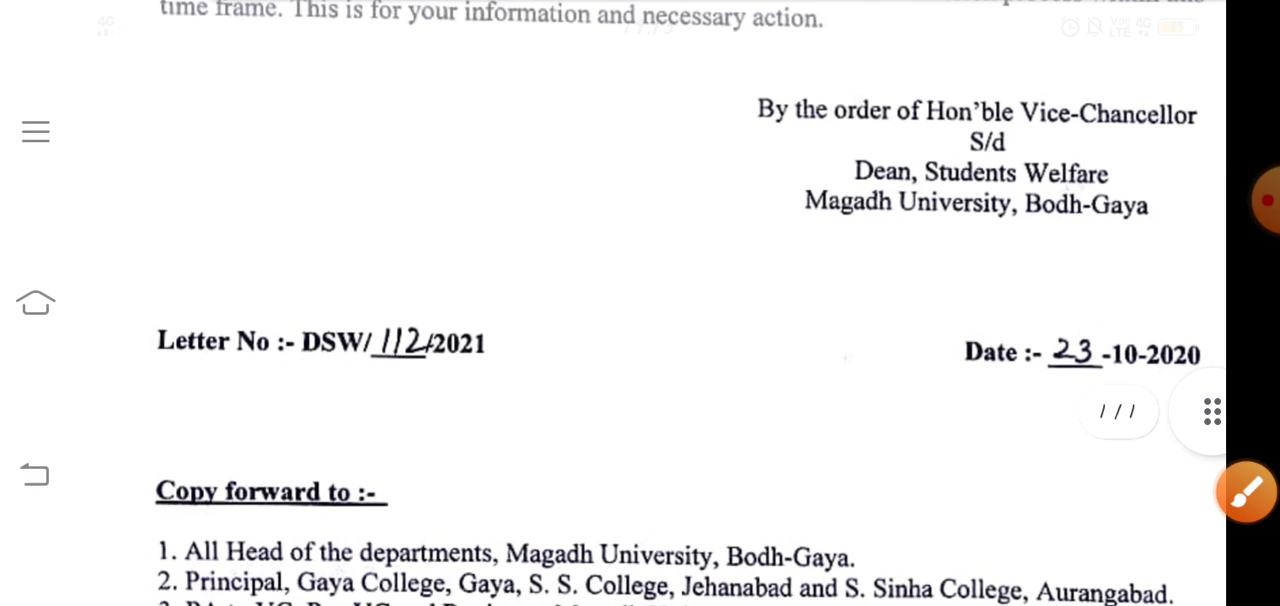 time frame. This is for your information and necessary action.
4G
By the order of Hon'ble Vice-Chancellor
S/d
Dean, Students Welfare
Magadh University, Bodh-Gaya
Letter No :- DSW/ 112/2021
Date :- 23 -10-2020
1 / 1
Copy forward to :-
1. All Head of the departments, Magadh University, Bodh-Gaya.
2. Principal, Gaya College, Gaya, S. S. College, Jehanabad and S. Sinha College, Aurangabad.